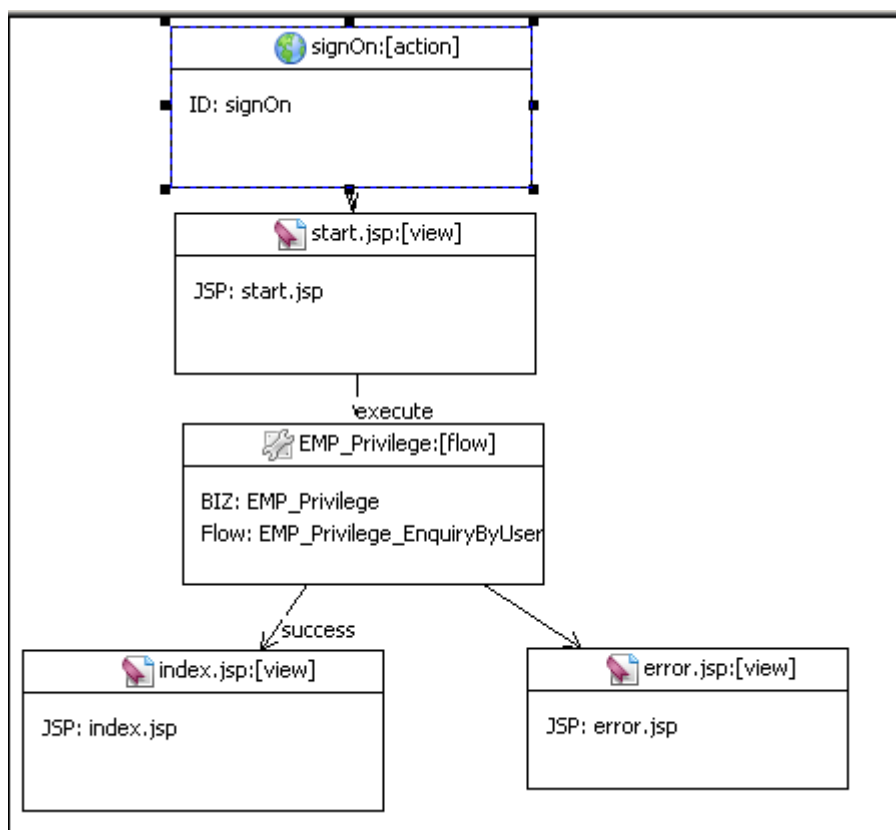 signOn:[action]
ID: signOn
start.jsp:[view]
JSP: start.jsp
execute
EMP_Privilege:[flow]
BIZ: EMP_Privilege
Flow: EMP_Privilege_EnquiryByUser
success
index.jsp:[view]
error.jsp:[view]
JSP: index.jsp
JSP: error.jsp